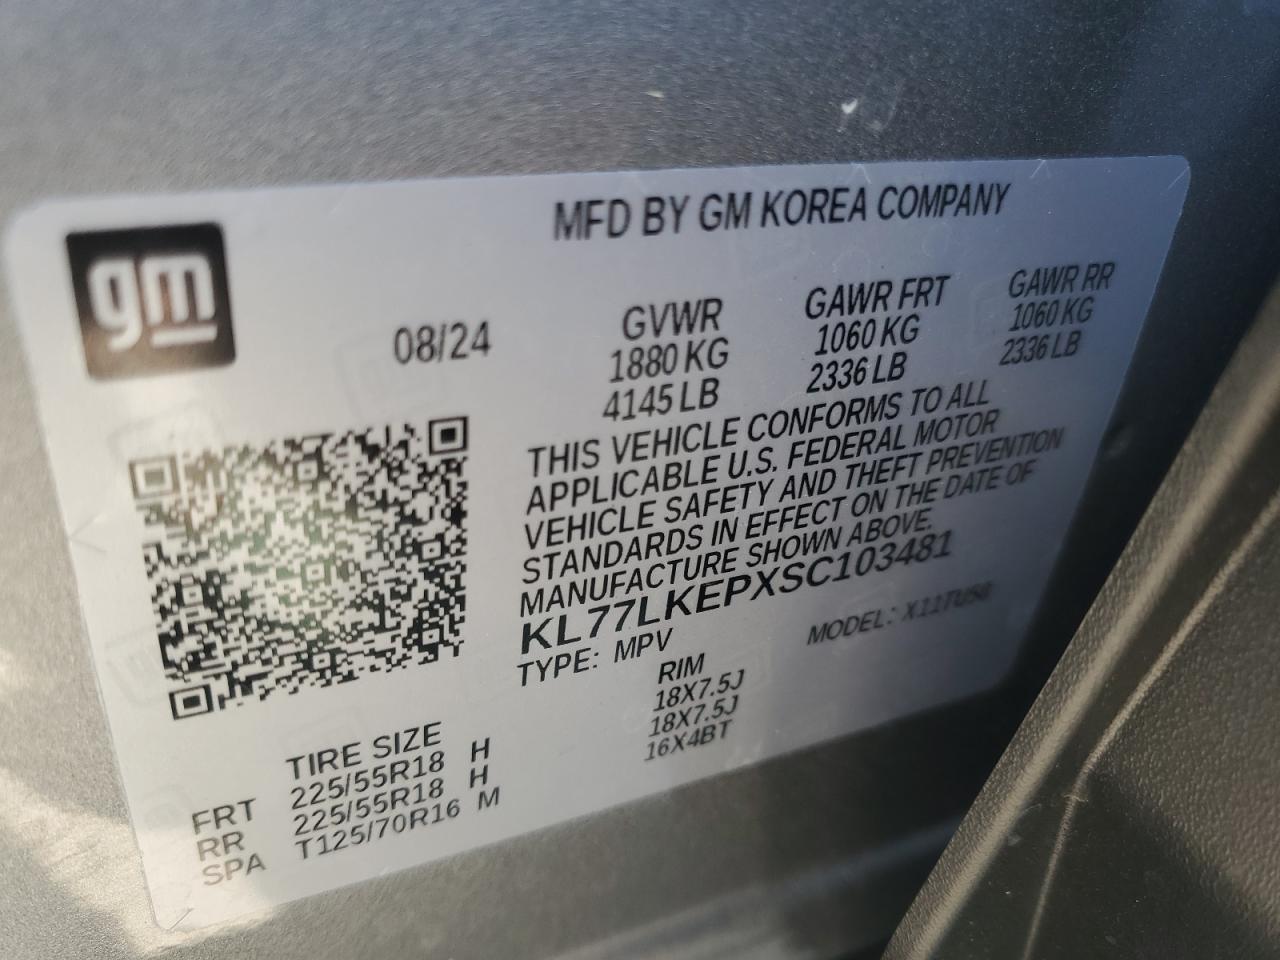 gm
MFD BY GM KOREA COMPANY
08/24
GVWR GAWR FRT GAWR RR
1880 KG 1060 KG 1060 KG
4145 LB 2336 LB 2336 LB
THIS VEHICLE CONFORMS TO ALL
APPLICABLE U.S. FEDERAL MOTOR
VEHICLE SAFETY AND THEFT PREVENTION
STANDARDS IN EFFECT ON THE DATE OF
MANUFACTURE SHOWN ABOVE.
KL77LKEPXSC103481
TYPE: MPV MODEL:
TIRE SIZE RIM
FRT 225/55R18 H 18X7.5J
RR 225/55R18 H 18X7.5J
SPA T125/70R16 M 16X4BT